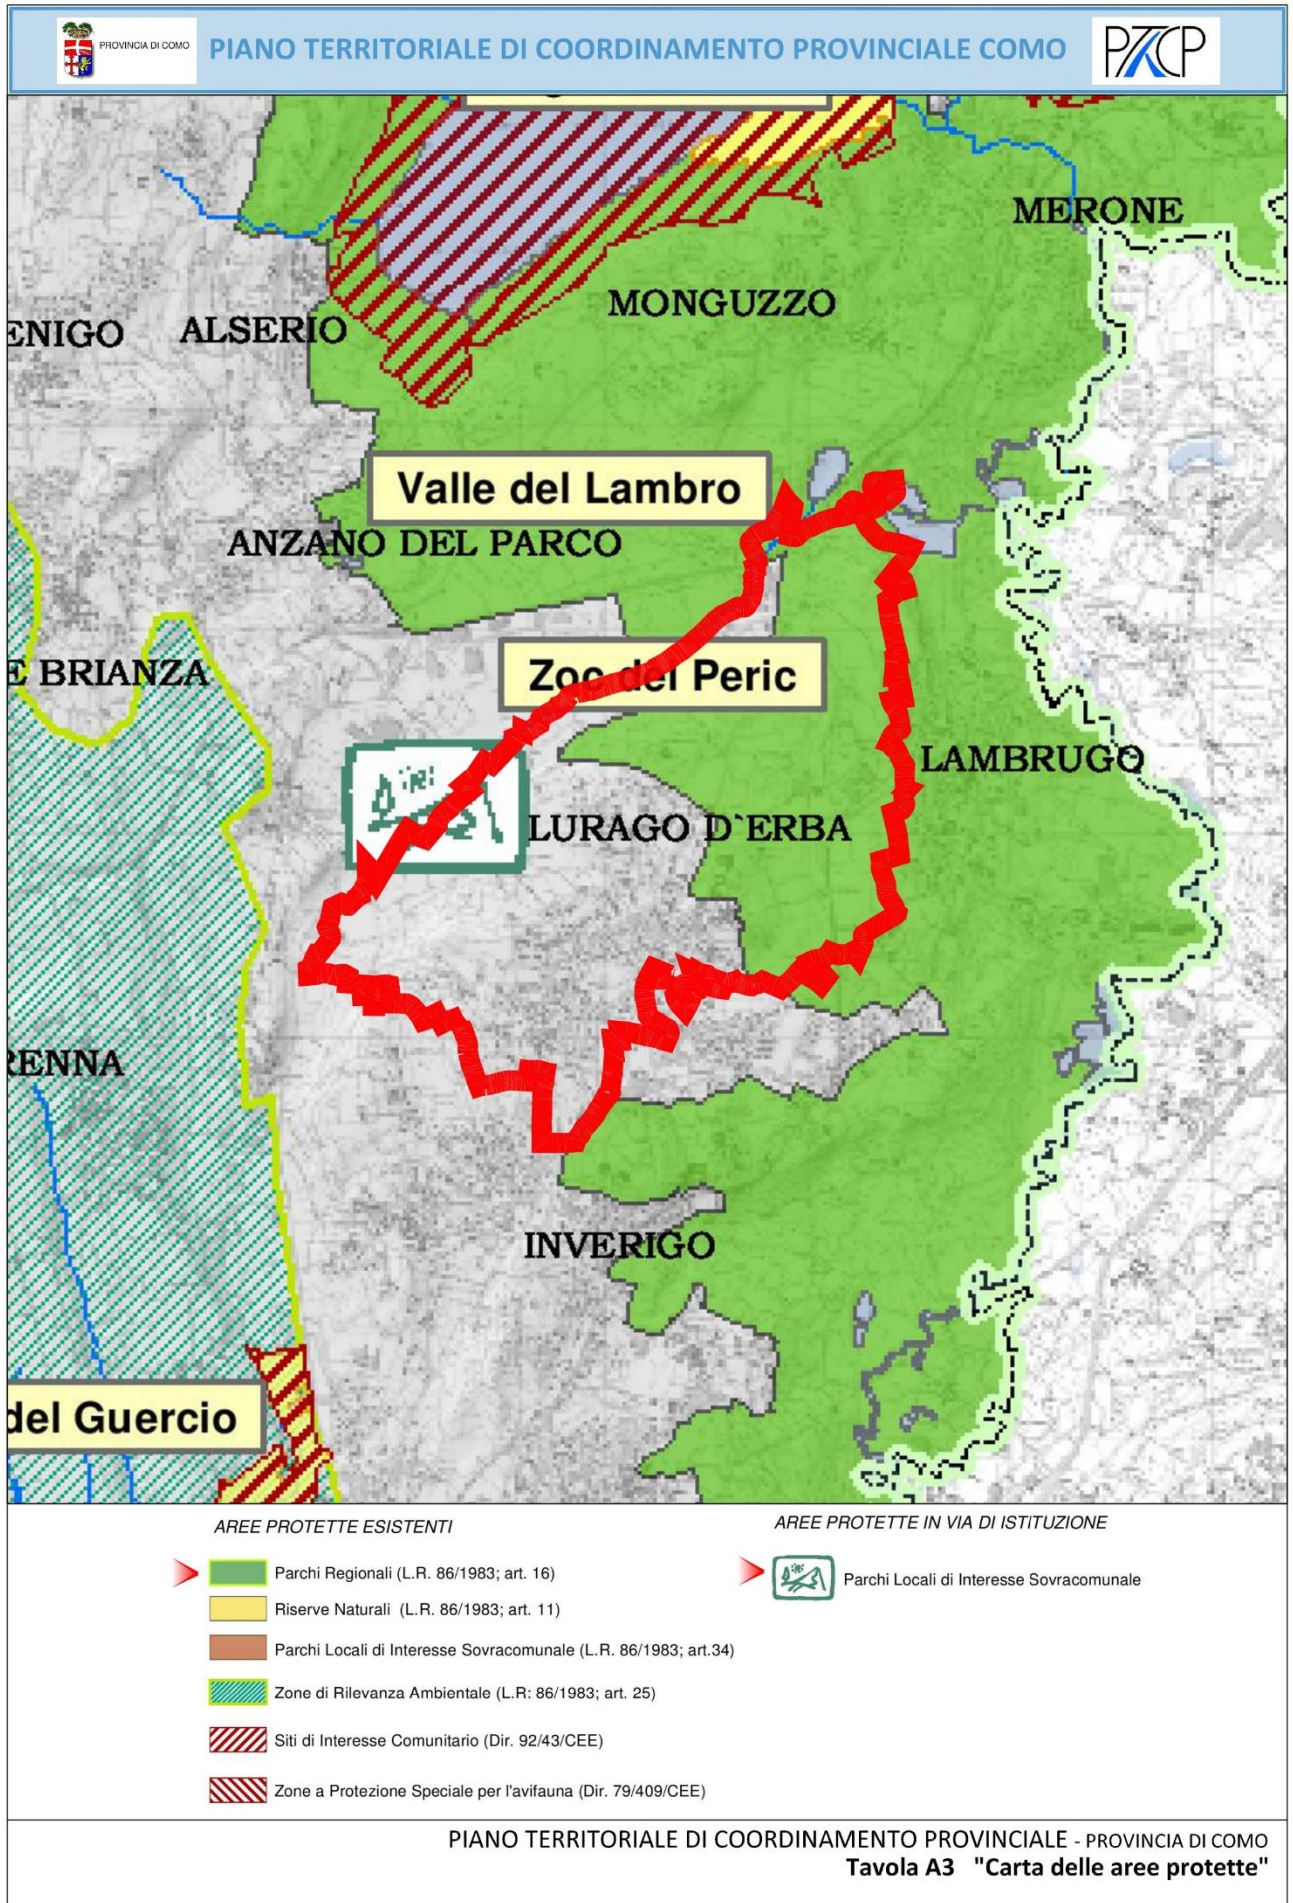 PROVINCIA DI COMO
PIANO TERRITORIALE DI COORDINAMENTO PROVINCIALE COMO
PTCP
MERONE
MONGUZZO
ENIGO
ALSERIO
Valle del Lambro
ANZANO DEL PARCO
Zoc del Peric
E BRIANZA
LAMBRUGO
LURAGO D`ERBA
RENNA
INVERIGO
del Guercio
AREE PROTETTE ESISTENTI
Parchi Regionali (L.R. 86/1983; art. 16)
Riserve Naturali (L.R. 86/1983; art. 11)
Parchi Locali di Interesse Sovracomunale (L.R. 86/1983; art.34)
Zone di Rilevanza Ambientale (L.R: 86/1983; art. 25)
Siti di Interesse Comunitario (Dir. 92/43/CEE)
Zone a Protezione Speciale per l'avifauna (Dir. 79/409/CEE)
AREE PROTETTE IN VIA DI ISTITUZIONE
Parchi Locali di Interesse Sovracomunale
PIANO TERRITORIALE DI COORDINAMENTO PROVINCIALE - PROVINCIA DI COMO
Tavola A3 "Carta delle aree protette"